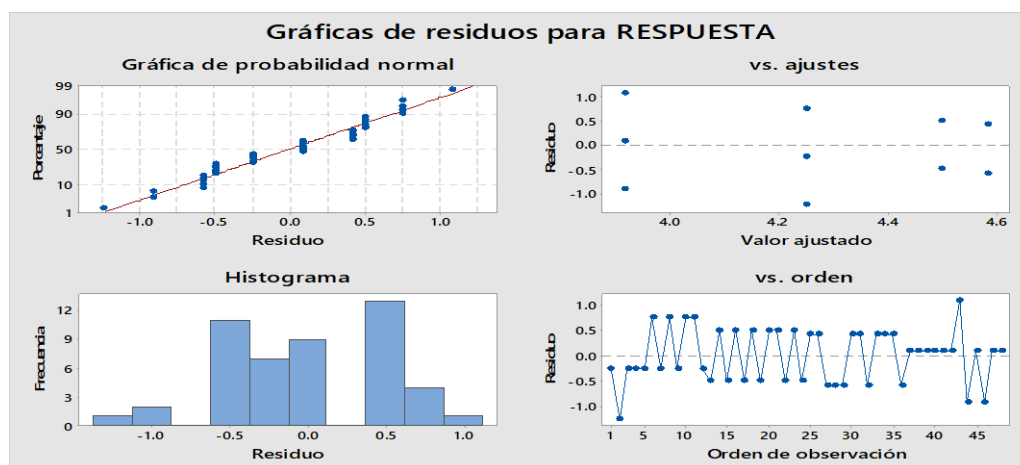 Gráficas de residuos para RESPUESTA
Gráfica de probabilidad normal
99
90
50
10
1
Porcentaje
-1.0 -0.5 0.0 0.5 1.0
Residuo
vs. ajustes
1.0
0.5
0.0
-0.5
-1.0
Residuo
4.0 4.2 4.4 4.6
Valor ajustado
Histograma
12
9
6
3
0
Frecuencia
-1.0 -0.5 0.0 0.5 1.0
Residuo
vs. orden
1.0
0.5
0.0
-0.5
-1.0
Residuo
1 5 10 15 20 25 30 35 40 45
Orden de observación